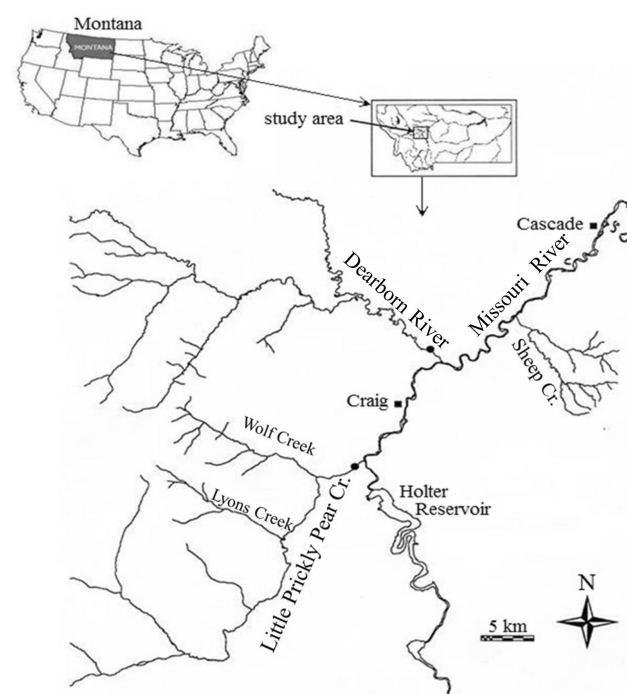 Montana
MONTANA
study area
Cascade
Missouri River
Dearborn River
Sheep Cr.
Craig
Wolf Creek
Lyons Creek
Little Prickly Pear Cr.
Holter
Reservoir
N
5 km